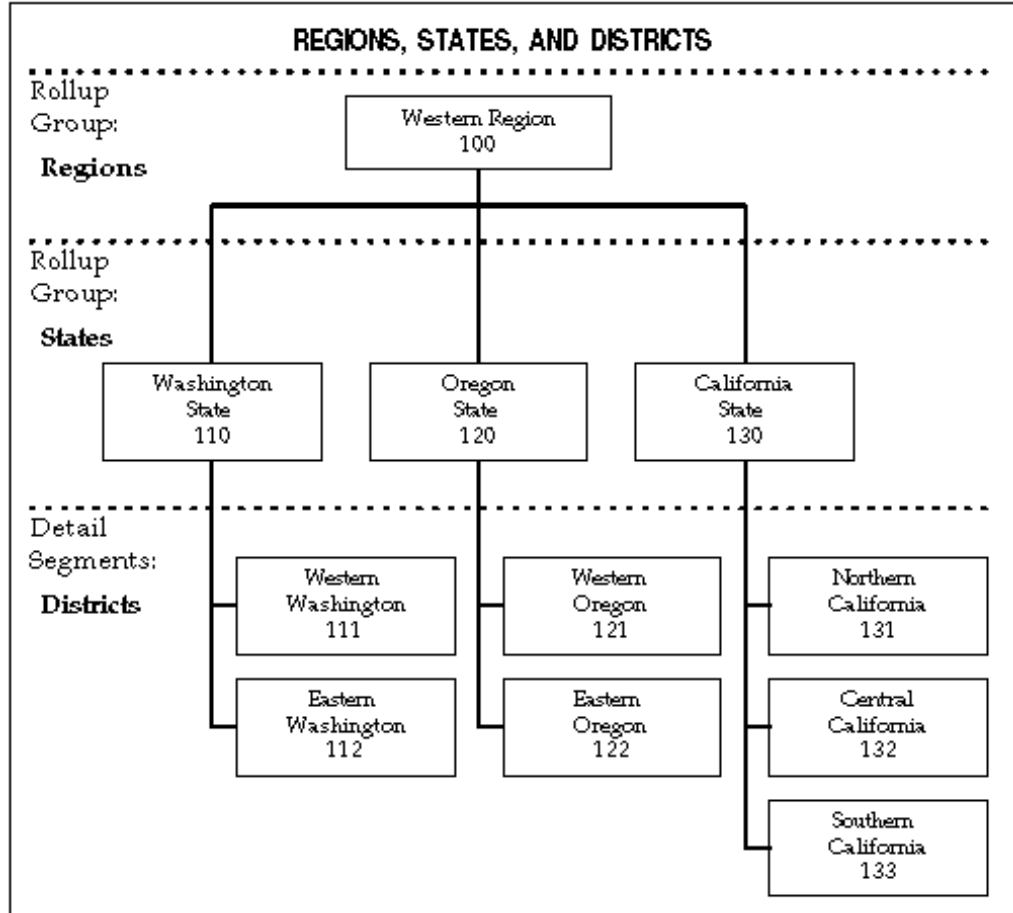 REGIONS, STATES, AND DISTRICTS
Rollup
Group:
Regions
Western Region
100
Rollup
Group:
States
Washington
State
110
Oregon
State
120
California
State
130
Detail
Segments:
Districts
Western
Washington
111
Western
Oregon
121
Northern
California
131
Eastern
Washington
112
Eastern
Oregon
122
Central
California
132
Southern
California
133